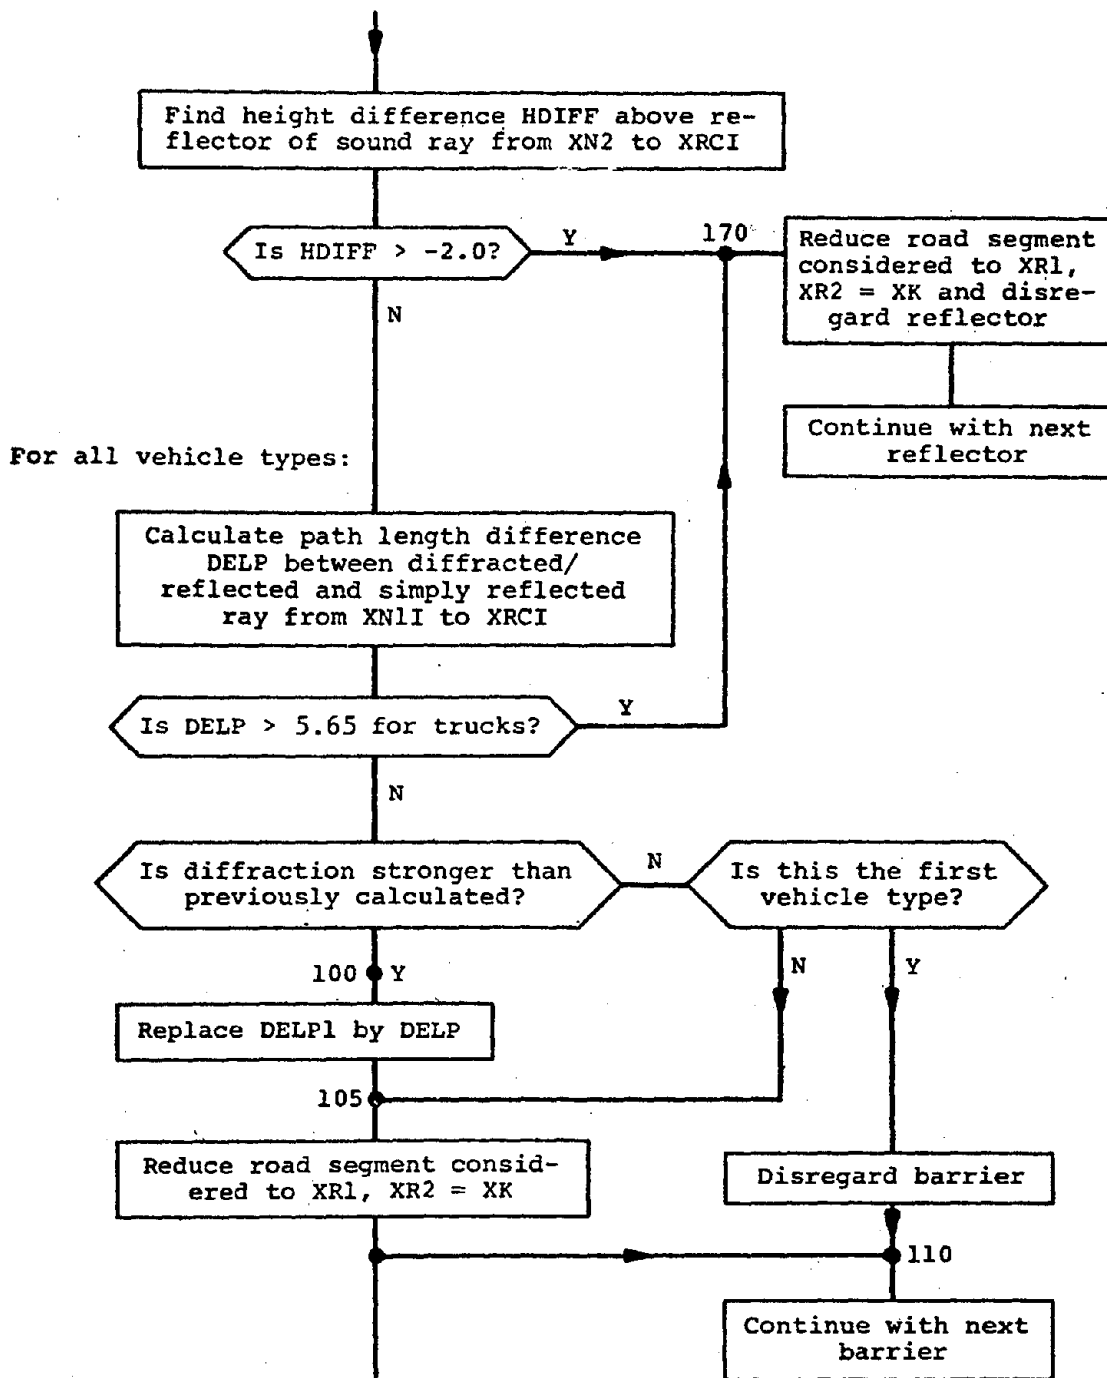 Find height difference HDIFF above re-
flector of sound ray from XN2 to XRCI
Is HDIFF > -2.0?
Y
170
Reduce road segment
considered to XR1,
XR2 = XK and disre-
gard reflector
N
Continue with next
reflector
For all vehicle types:
Calculate path length difference
DELP between diffracted/
reflected and simply reflected
ray from XN1I to XRCI
Is DELP > 5.65 for trucks?
Y
N
Is diffraction stronger than
previously calculated?
N
Is this the first
vehicle type?
100
Y
N
Y
Replace DELP1 by DELP
105
Reduce road segment consid-
ered to XR1, XR2 = XK
Disregard barrier
110
Continue with next
barrier